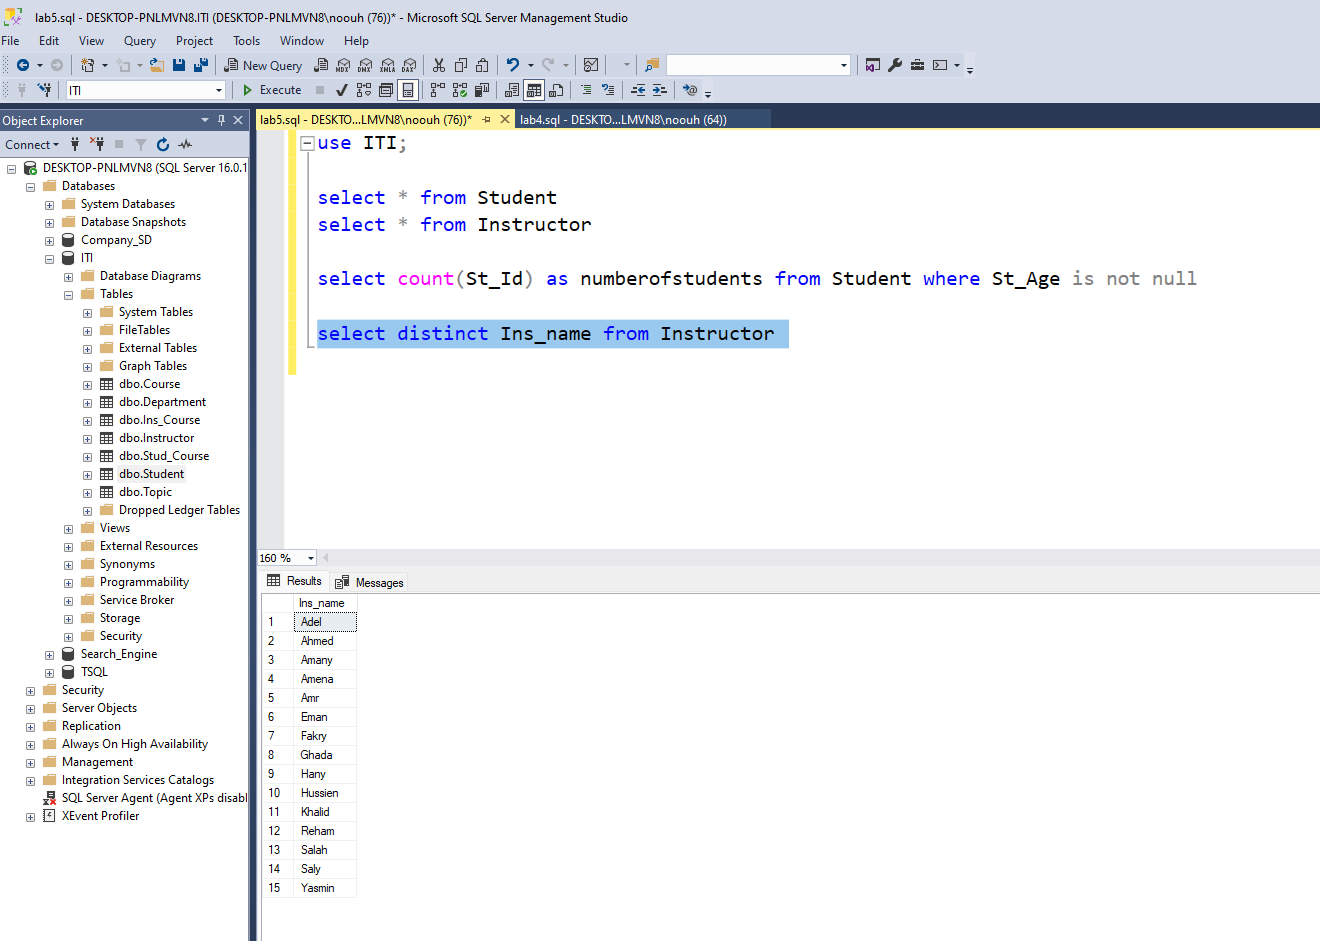 lab5.sql - DESKTOP-PNLMVN8.ITI (DESKTOP-PNLMVN8\noouh (76))* - Microsoft SQL Server Management Studio
File Edit View Query Project Tools Window Help
New Query MDX DMX XMLA DAX
ITI Execute
Object Explorer
lab5.sql - DESKTO...LMVN8\noouh (76))* lab4.sql - DESKTO...LMVN8\noouh (64))
Connect
DESKTOP-PNLMVN8 (SQL Server 16.0.1
Databases
System Databases
Database Snapshots
Company_SD
ITI
Database Diagrams
Tables
System Tables
FileTables
External Tables
Graph Tables
dbo.Course
dbo.Department
dbo.Ins_Course
dbo.Instructor
dbo.Stud_Course
dbo.Student
dbo.Topic
Dropped Ledger Tables
Views
External Resources
Synonyms
Programmability
Service Broker
Storage
Security
Search_Engine
TSQL
Security
Server Objects
Replication
Always On High Availability
Management
Integration Services Catalogs
SQL Server Agent (Agent XPs disabl
XEvent Profiler
use ITI;
select * from Student
select * from Instructor
select count(St_Id) as numberofstudents from Student where St_Age is not null
select distinct Ins_name from Instructor
160 %
Results Messages
Ins_name
1 Adel
2 Ahmed
3 Amany
4 Amena
5 Amr
6 Eman
7 Fakry
8 Ghada
9 Hany
10 Hussien
11 Khalid
12 Reham
13 Salah
14 Saly
15 Yasmin